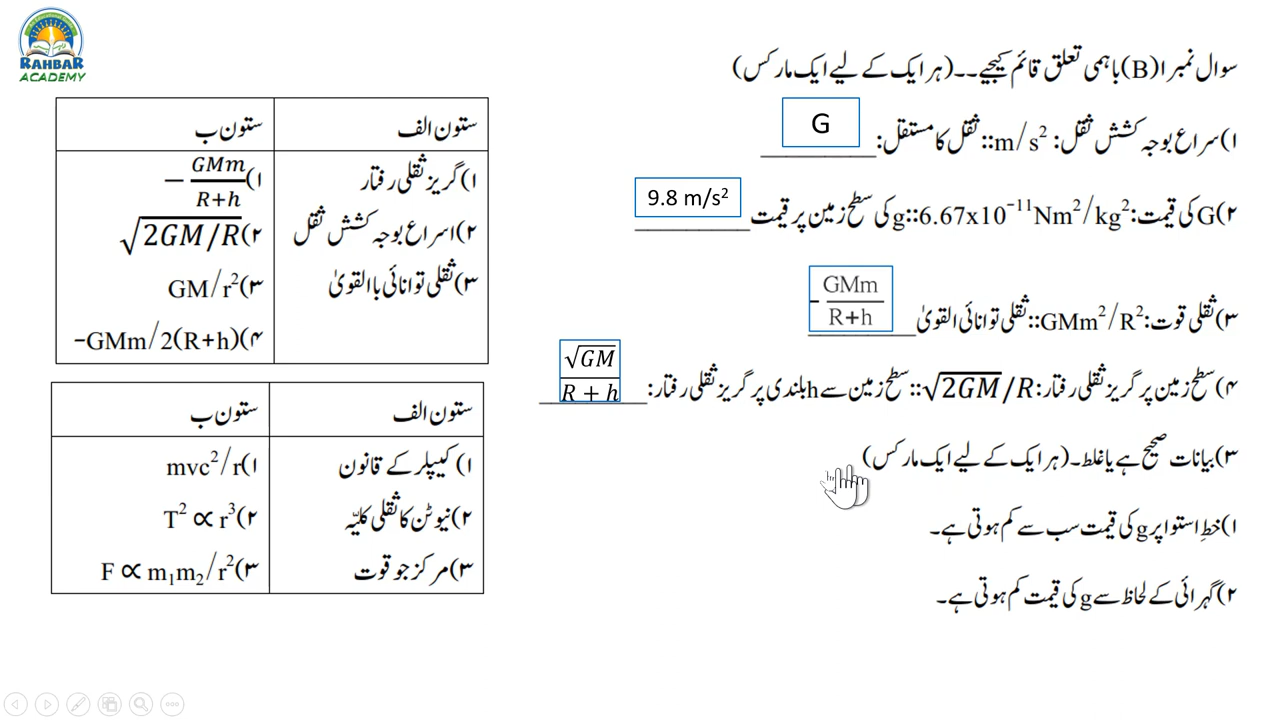 RAHBAR
ACADEMY
سوال نمبر ۱(B) باہمی تعلق قائم کیجیے۔۔(ہر ایک کے لیے ایک مارکس)
۱) سراع بوجہ کشش ثقل: m/s²:: ثقل کا مستقل: G
۲) G کی قیمت: 6.67x10⁻¹¹Nm²/kg²::g کی سطح زمین پر قیمت 9.8 m/s²
۳) ثقلی قوت: GMm²/R²:: ثقلی توانائی القویٰ - GMm/R+h
۴) سطح زمین پر گریز ثقلی رفتار: √2GM/R:: سطح زمین سے h بلندی پر گریز ثقلی رفتار: √GM/R + h
۳) بیانات صحیح ہے یا غلط۔ (ہر ایک کے لیے ایک مارکس)
۱) خطِ استوا پر g کی قیمت سب سے کم ہوتی ہے۔
۲) گہرائی کے لحاظ سے g کی قیمت کم ہوتی ہے۔
ستون الف ستون ب
۱) گریز ثقلی رفتار ۱) − GMm/R+h
۲) اسراع بوجہ کشش ثقل ۲) √2GM/R
۳) ثقلی توانائی باالقویٰ ۳) GM/r²
۴) -GMm/2(R+h)
ستون الف ستون ب
۱) کیپلر کے قانون ۱) mvc²/r
۲) نیوٹن کا ثقلی کلیّہ ۲) T² ∝ r³
۳) مرکز جو قوت ۳) F ∝ m₁m₂/r²